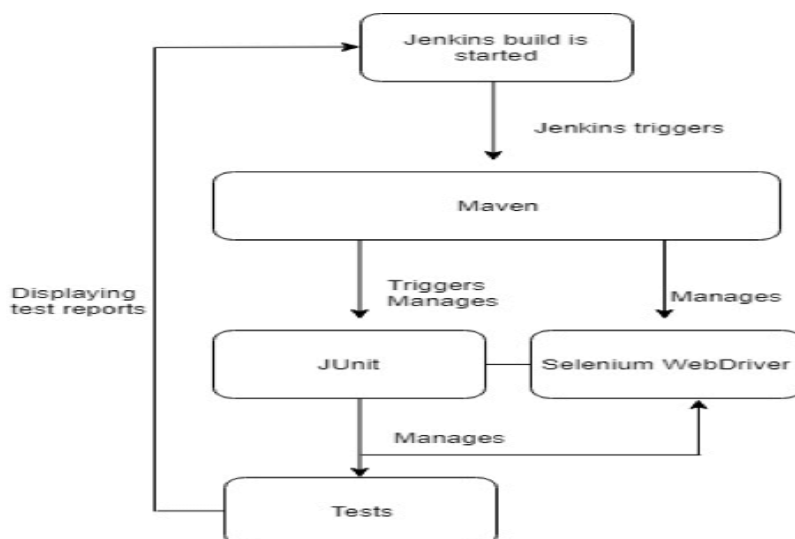 Jenkins build is
started
Jenkins triggers
Maven
Triggers
Manages
Manages
Displaying
test reports
JUnit
Selenium WebDriver
Manages
Tests